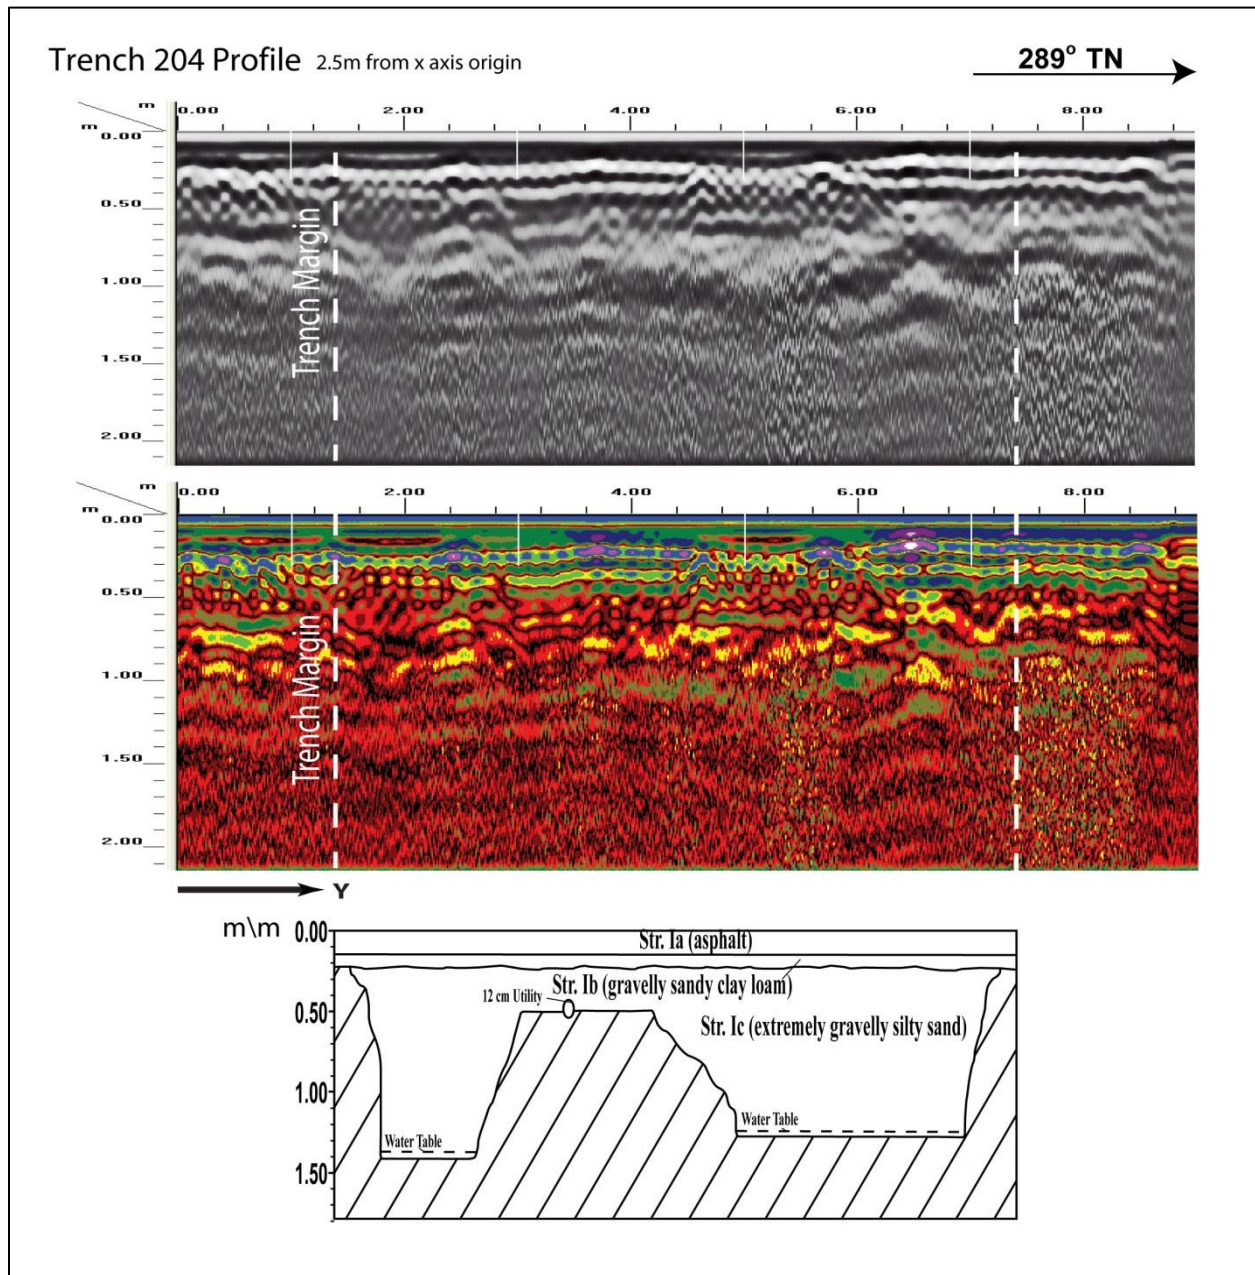 Trench 204 Profile 2.5m from x axis origin
289° TN
m 0.00 2.00 4.00 6.00 8.00
m
0.00
0.50
1.00
1.50
2.00
Trench Margin
m 0.00 2.00 4.00 6.00 8.00
m
0.00
0.50
1.00
1.50
2.00
Trench Margin
Y
m\m
0.00
0.50
1.00
1.50
Str. Ia (asphalt)
Str. Ib (gravelly sandy clay loam)
12 cm Utility
Str. Ic (extremely gravelly silty sand)
Water Table
Water Table